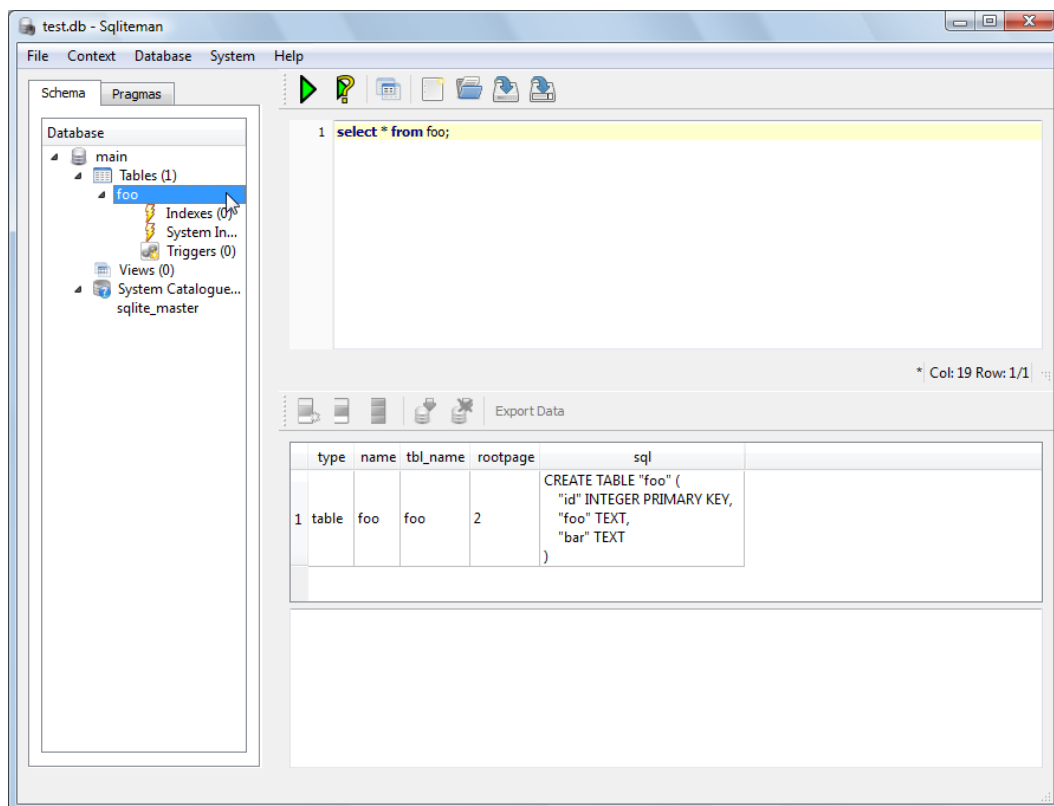 test.db - Sqliteman
File Context Database System Help
Schema Pragmas
Database
main
Tables (1)
foo
Indexes (0)
System In...
Triggers (0)
Views (0)
System Catalogue...
sqlite_master
1 select * from foo;
* Col: 19 Row: 1/1
Export Data
type name tbl_name rootpage sql
1 table foo foo 2 CREATE TABLE "foo" (
"id" INTEGER PRIMARY KEY,
"foo" TEXT,
"bar" TEXT
)